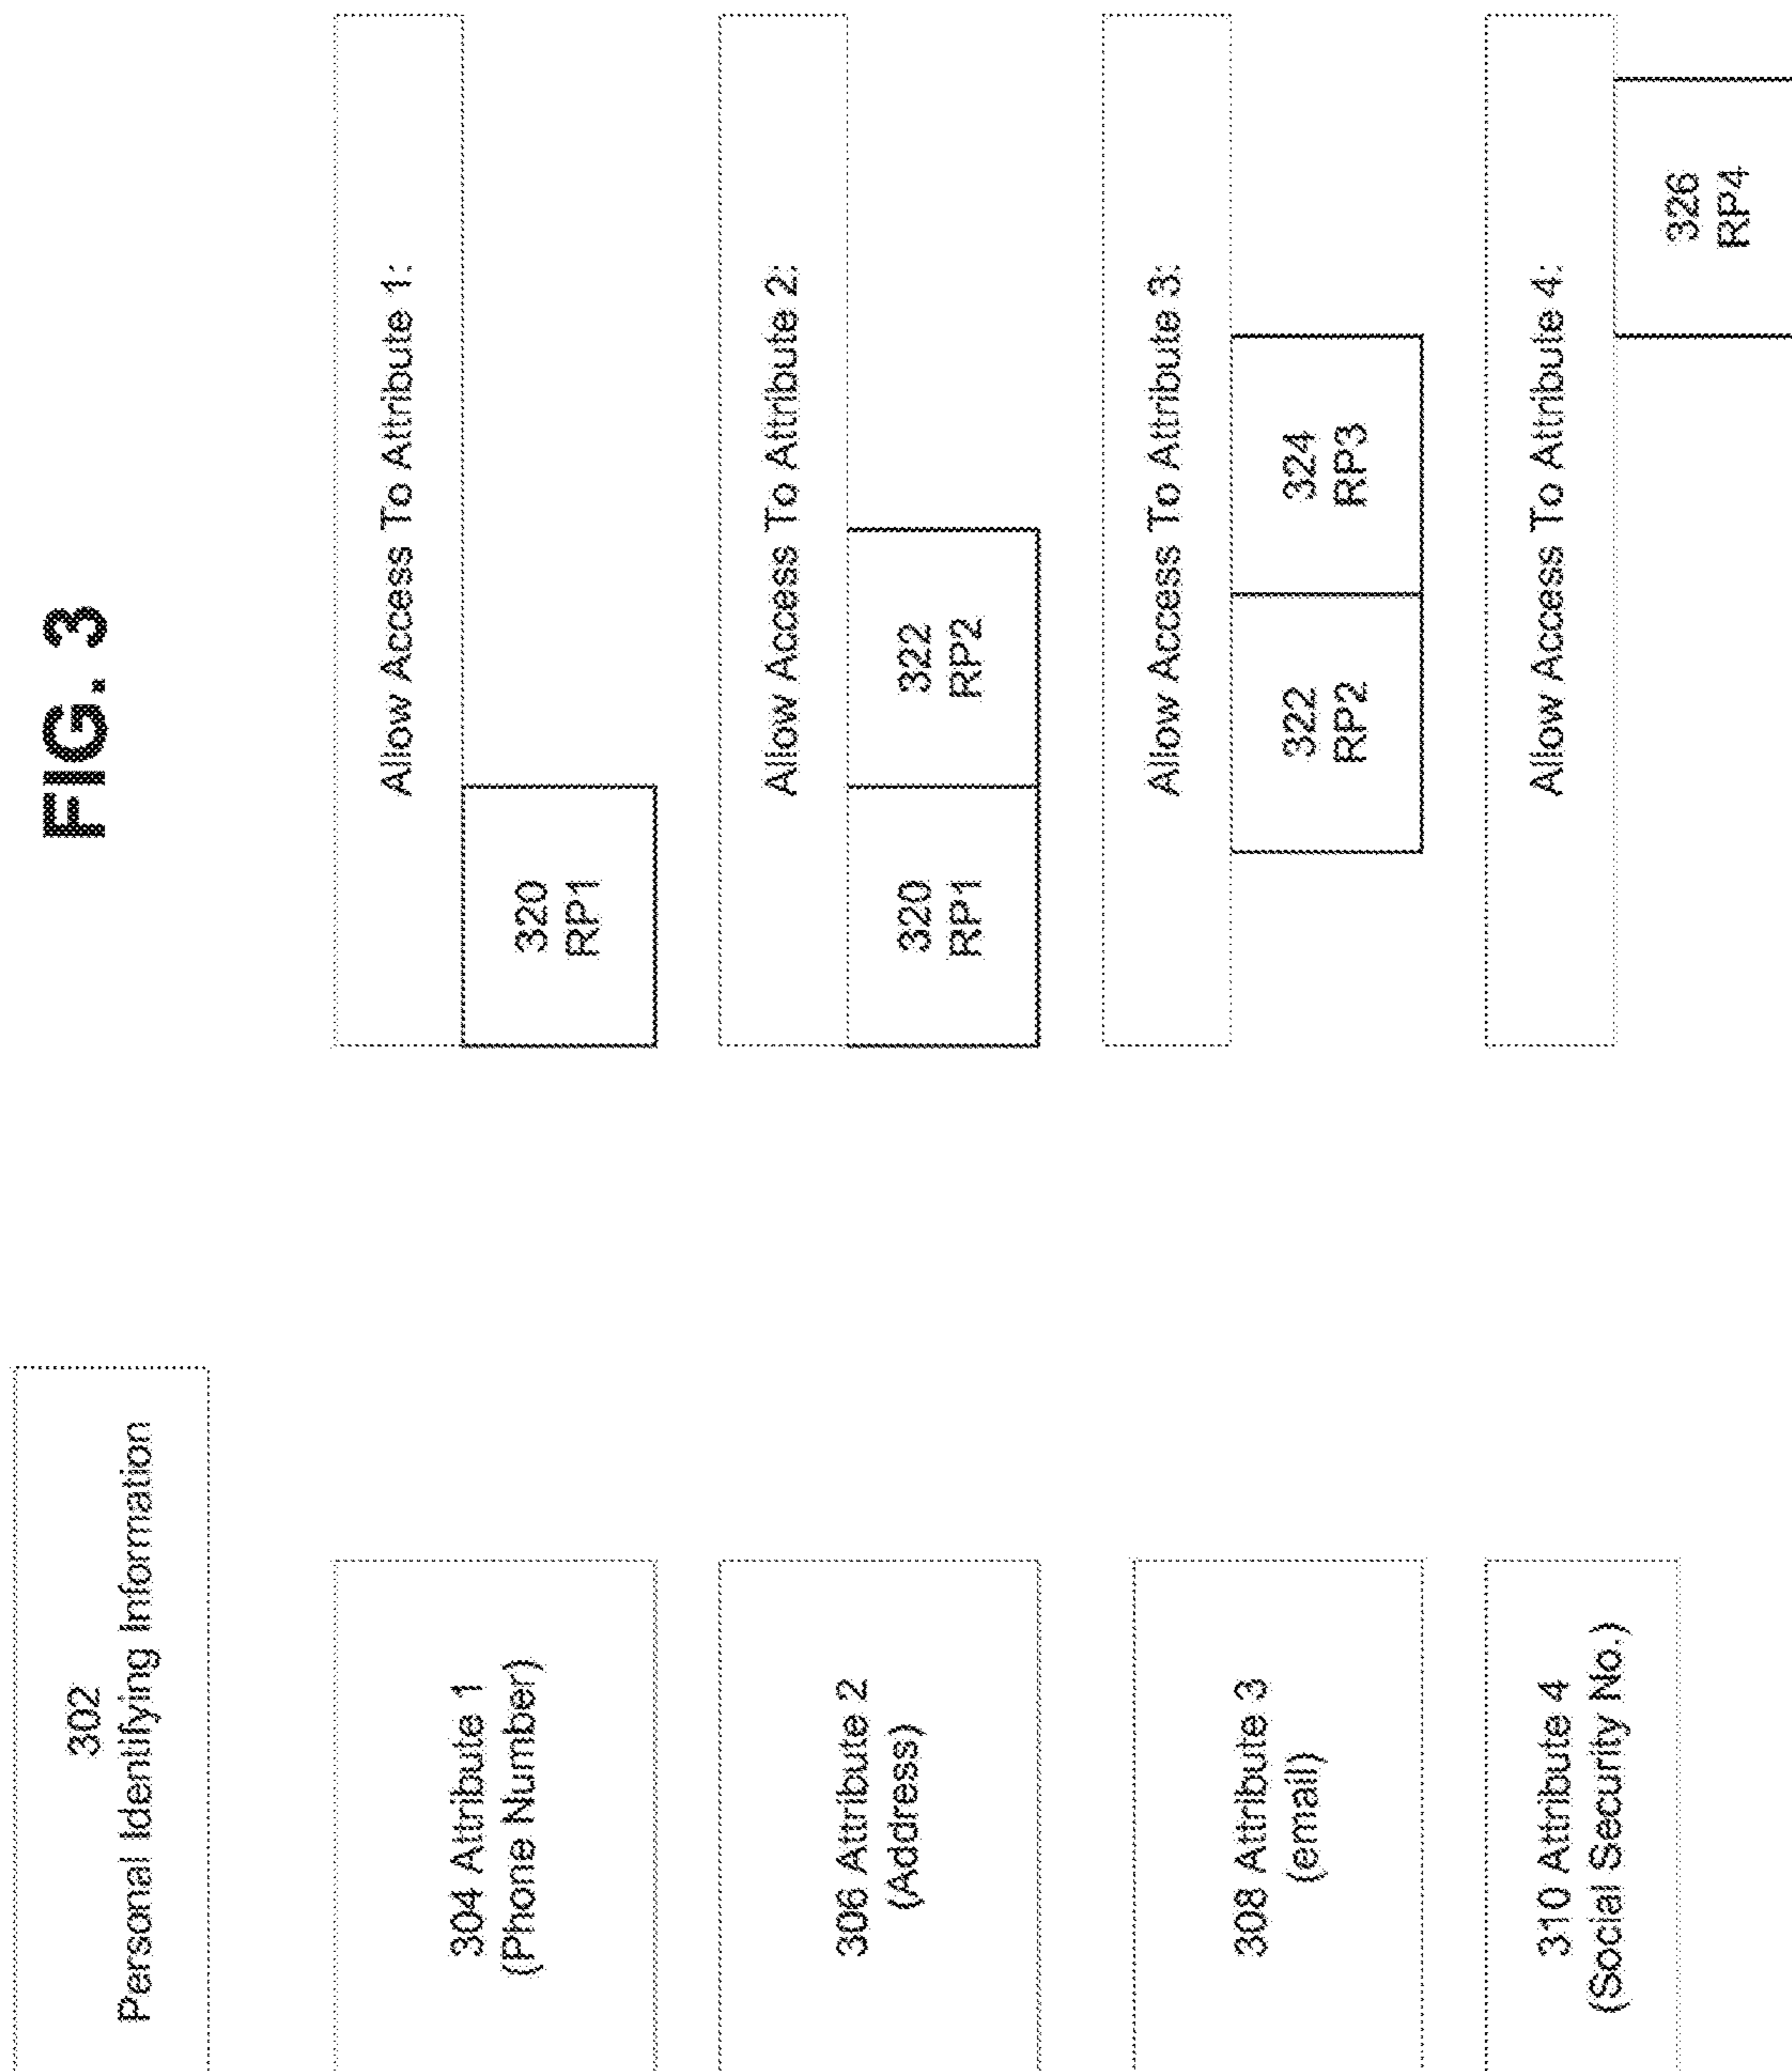 FIG. 3
302
Personal Identifying Information
304 Attribute 1
(Phone Number)
Allow Access To Attribute 1:
320
RP1
306 Attribute 2
(Address)
Allow Access To Attribute 2:
320
RP1
322
RP2
308 Attribute 3
(email)
Allow Access To Attribute 3:
322
RP2
324
RP3
310 Attribute 4
(Social Security No.)
Allow Access To Attribute 4:
326
RP4